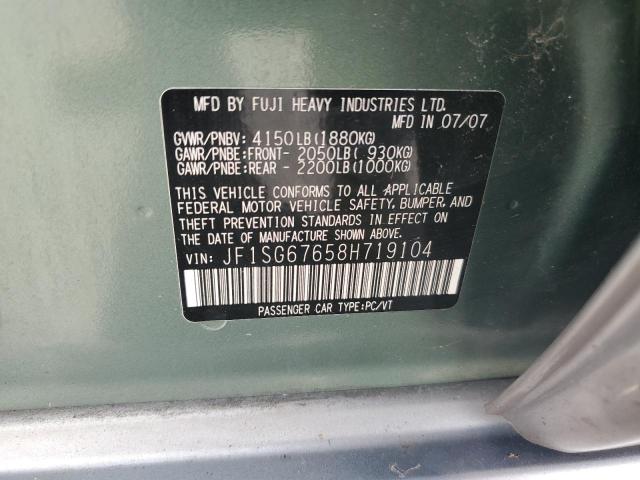 MFD BY FUJI HEAVY INDUSTRIES LTD.
MFD IN 07/07
GVWR/PNBV: 4150LB(1880KG)
GAWR/PNBE:FRONT- 2050LB( 930KG)
GAWR/PNBE:REAR - 2200LB(1000KG)
THIS VEHICLE CONFORMS TO ALL APPLICABLE
FEDERAL MOTOR VEHICLE SAFETY, BUMPER, AND
THEFT PREVENTION STANDARDS IN EFFECT ON
THE DATE OF MANUFACTURE SHOWN ABOVE.
VIN: JF1SG67658H719104
PASSENGER CAR TYPE:PC/VT